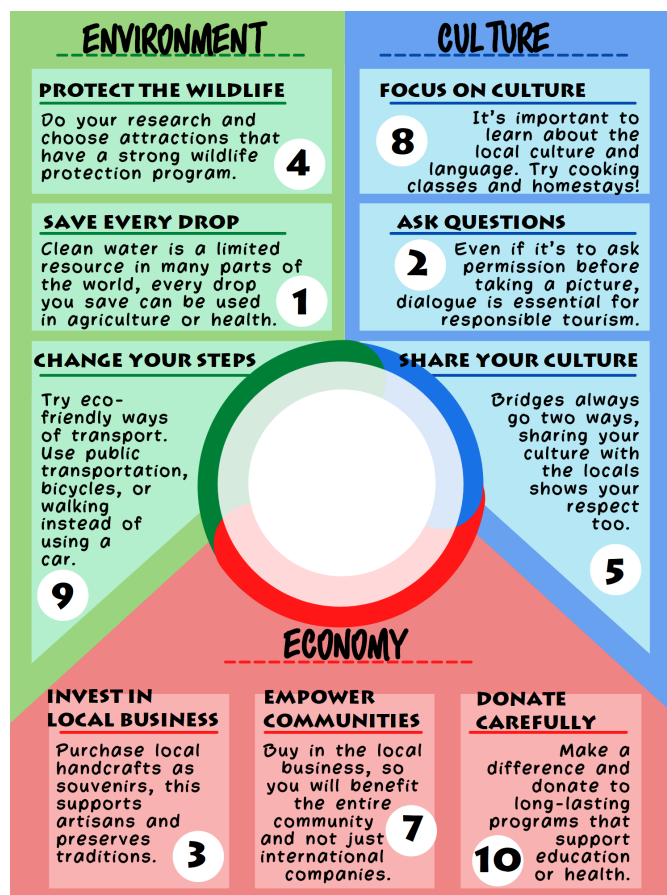 ENVIRONMENT
PROTECT THE WILDLIFE
Do your research and
choose attractions that
have a strong wildlife
protection program.
4
SAVE EVERY DROP
Clean water is a limited
resource in many parts of
the world, every drop
you save can be used
in agriculture or health.
1
CHANGE YOUR STEPS
Try eco-
friendly ways
of transport.
Use public
transportation,
bicycles, or
walking
instead of
using a
car.
9
CULTURE
FOCUS ON CULTURE
8
It's important to
learn about the
local culture and
language. Try cooking
classes and homestays!
ASK QUESTIONS
2
Even if it's to ask
permission before
taking a picture,
dialogue is essential for
responsible tourism.
SHARE YOUR CULTURE
Bridges always
go two ways,
sharing your
culture with
the locals
shows your
respect
too.
5
ECONOMY
INVEST IN
LOCAL BUSINESS
Purchase local
handcrafts as
souvenirs, this
supports
artisans and
preserves
traditions.
3
EMPOWER
COMMUNITIES
Buy in the local
business, so
you will benefit
the entire
community
and not just
international
companies.
7
DONATE
CAREFULLY
Make a
difference and
donate to
long-lasting
programs that
support
education
or health.
10